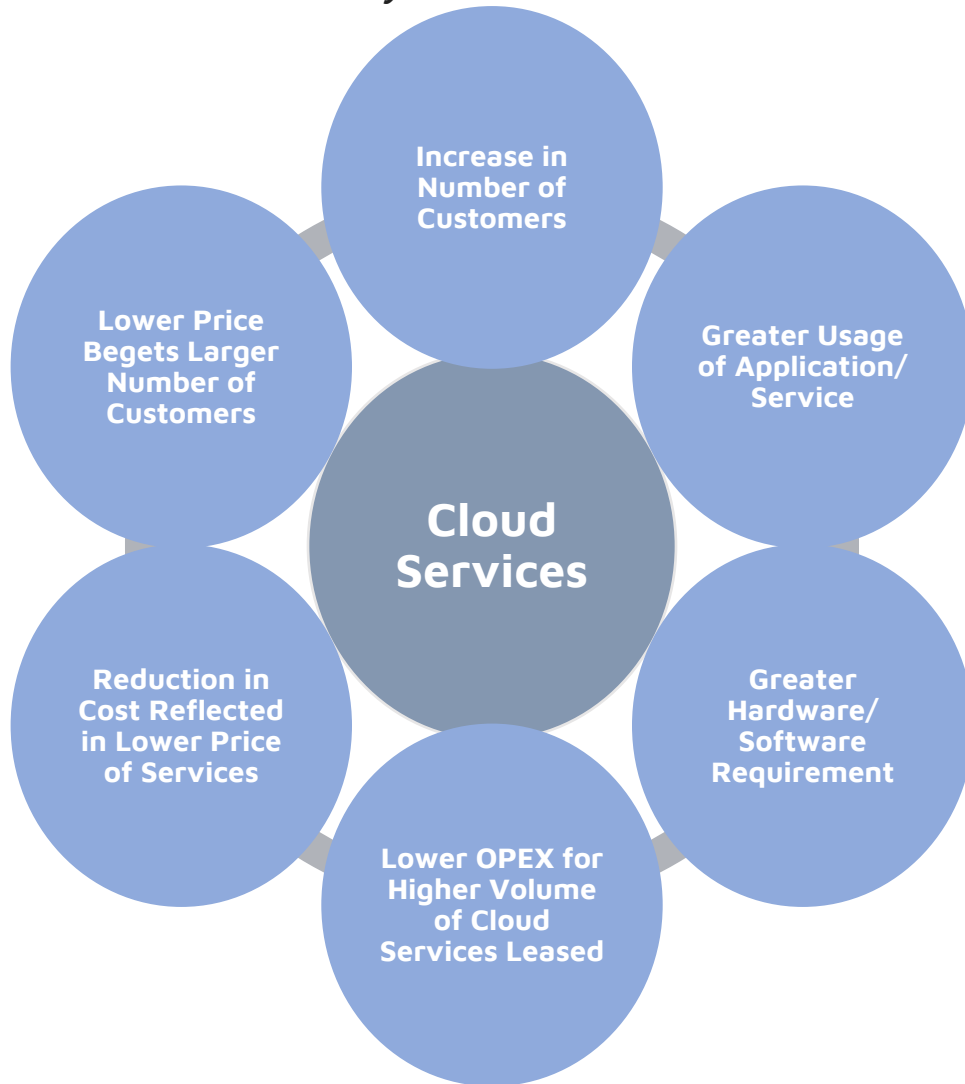 Increase in
Number of
Customers
Greater Usage
of Application/
Service
Greater
Hardware/
Software
Requirement
Lower OPEX for
Higher Volume
of Cloud
Services Leased
Reduction in
Cost Reflected
in Lower Price
of Services
Lower Price
Begets Larger
Number of
Customers
Cloud
Services